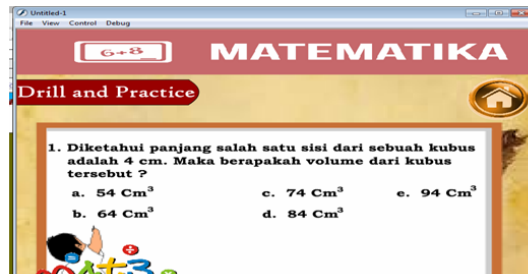 Untitled-1
File View Control Debug
6+8_
MATEMATIKA
Drill and Practice
1. Diketahui panjang salah satu sisi dari sebuah kubus
adalah 4 cm. Maka berapakah volume dari kubus
tersebut ?
a. 54 Cm³ c. 74 Cm³ e. 94 Cm³
b. 64 Cm³ d. 84 Cm³